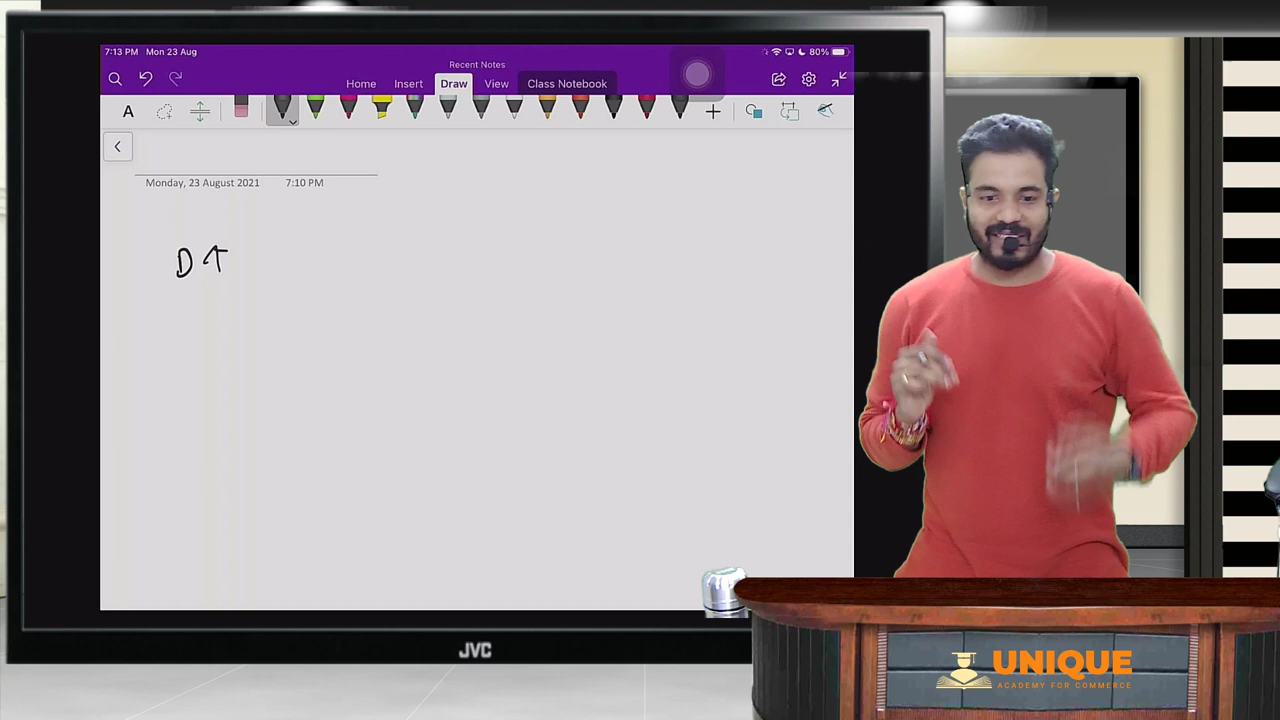 7:13 PM Mon 23 Aug
80%
Recent Notes
Home Insert Draw View Class Notebook
A
Monday, 23 August 2021 7:10 PM
D ↑
JVC
UNIQUE
ACADEMY FOR COMMERCE